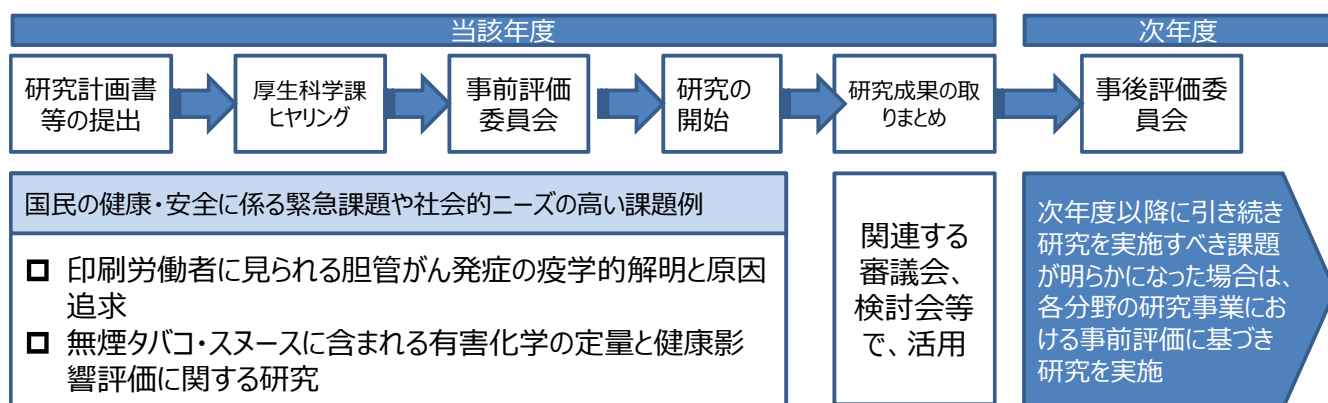 当該年度
次年度
研究計画書
等の提出
厚生科学課
ヒヤリング
事前評価
委員会
研究の
開始
研究成果の取
りまとめ
事後評価委
員会
国民の健康・安全に係る緊急課題や社会的ニーズの高い課題例
印刷労働者に見られる胆管がん発症の疫学的解明と原因
追求
無煙タバコ・スヌースに含まれる有害化学の定量と健康影
響評価に関する研究
関連する
審議会、
検討会等
で、活用
次年度以降に引き続き
研究を実施すべき課題
が明らかになった場合は、
各分野の研究事業にお
ける事前評価に基づき
研究を実施